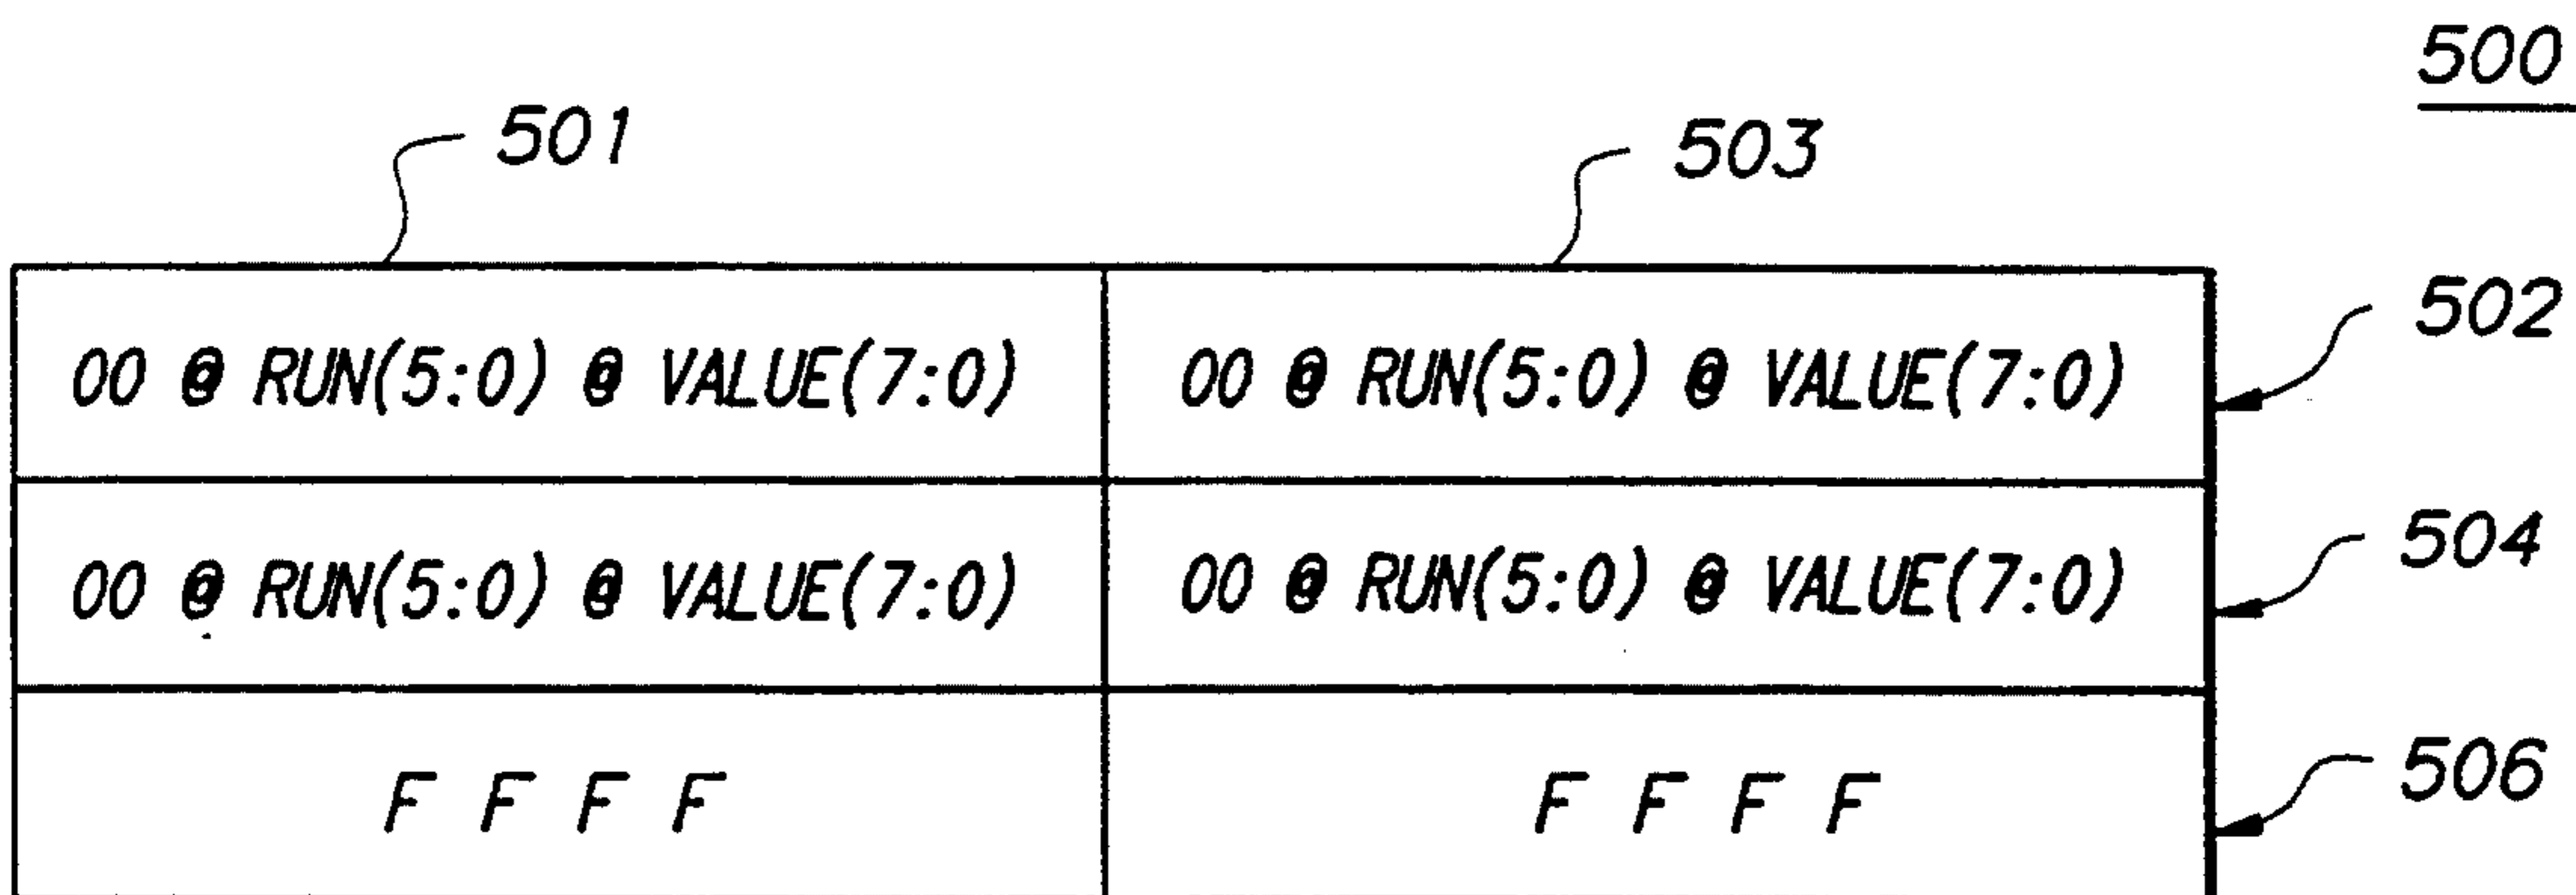 500
501 503
00 @ RUN(5:0) @ VALUE(7:0) 00 @ RUN(5:0) @ VALUE(7:0) 502
00 @ RUN(5:0) @ VALUE(7:0) 00 @ RUN(5:0) @ VALUE(7:0) 504
F F F F F F F F 506